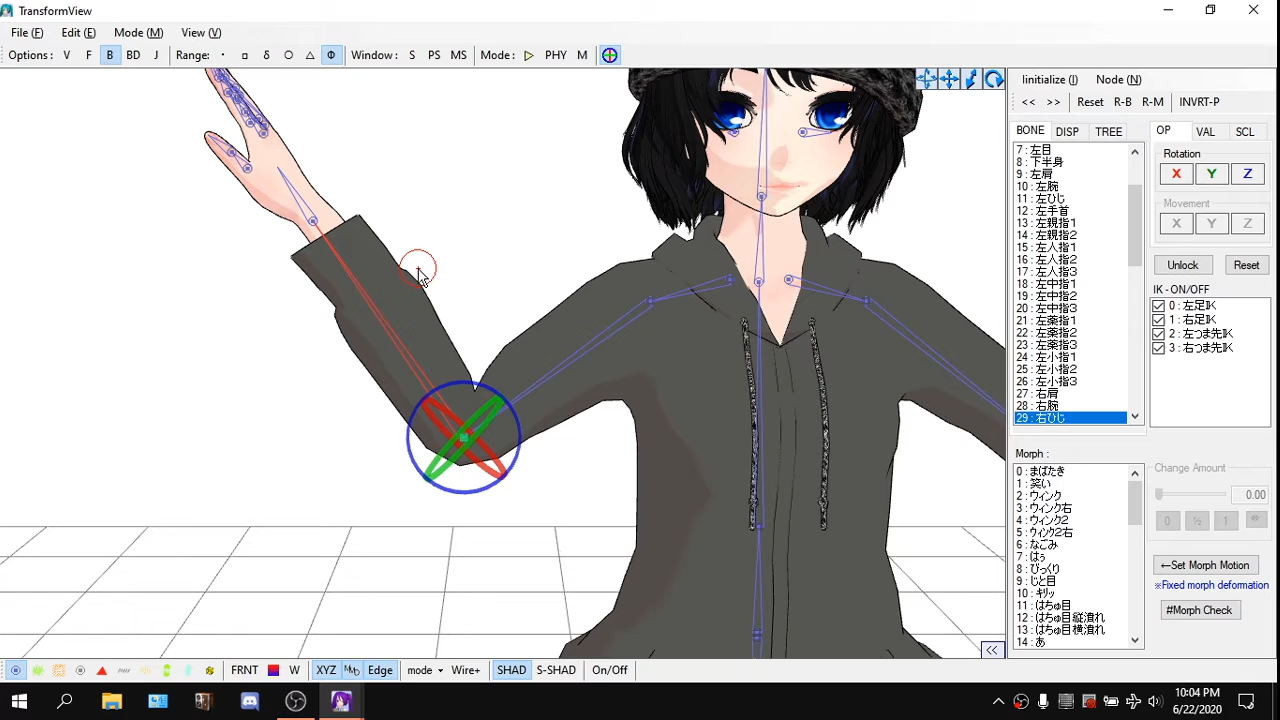 TransformView
File (F) Edit (E) Mode (M) View (V)
Options: V F B BD J Range: · □ δ ○ △ Φ Window: S PS MS Mode: ▷ PHY M
Iinitialize (I) Node (N)
<< >> Reset R-B R-M INVRT-P
BONE DISP TREE
7 : 左目
8 : 下半身
9 : 左肩
10 : 左腕
11 : 左ひじ
12 : 左手首
13 : 左親指1
14 : 左親指2
15 : 左人指1
16 : 左人指2
17 : 左人指3
18 : 左中指1
19 : 左中指2
20 : 左中指3
21 : 左薬指1
22 : 左薬指2
23 : 左薬指3
24 : 左小指1
25 : 左小指2
26 : 左小指3
27 : 右肩
28 : 右腕
29 : 右ひじ
OP VAL SCL
Rotation
X Y Z
Movement
X Y Z
Unlock Reset
IK - ON/OFF
0 : 左足IK
1 : 右足IK
2 : 左つま先IK
3 : 右つま先IK
Morph :
0 : まばたき
1 : 笑い
2 : ウィンク
3 : ウィンク右
4 : ウィンク2
5 : ウィンク2右
6 : なごみ
7 : はぅ
8 : びっくり
9 : じと目
10 : キリッ
11 : はちゅ目
12 : はちゅ目縦潰れ
13 : はちゅ目横潰れ
14 : あ
Change Amount
0.00
0 ½ 1
←Set Morph Motion
※Fixed morph deformation
#Morph Check
<<
FRNT W XYZ Edge mode Wire+ SHAD S-SHAD On/Off
10:04 PM
6/22/2020